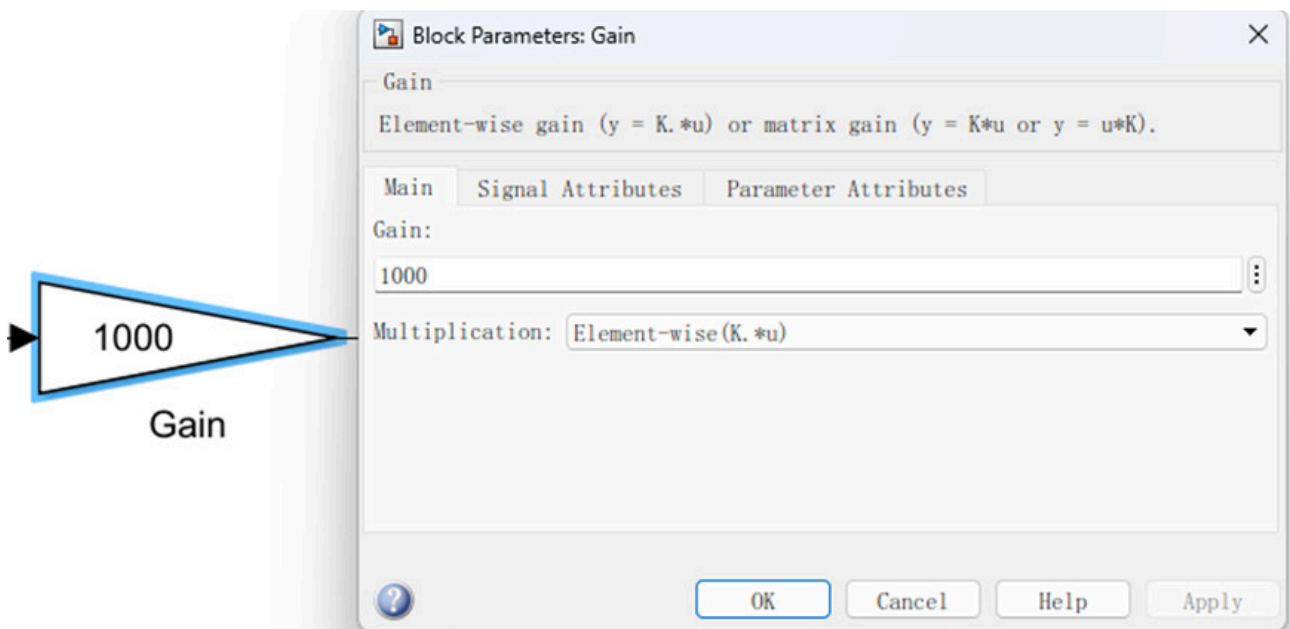 Block Parameters: Gain
Gain
Element-wise gain (y = K.*u) or matrix gain (y = K*u or y = u*K).
Main Signal Attributes Parameter Attributes
Gain:
1000
Multiplication: Element-wise(K.*u)
1000
Gain
? OK Cancel Help Apply